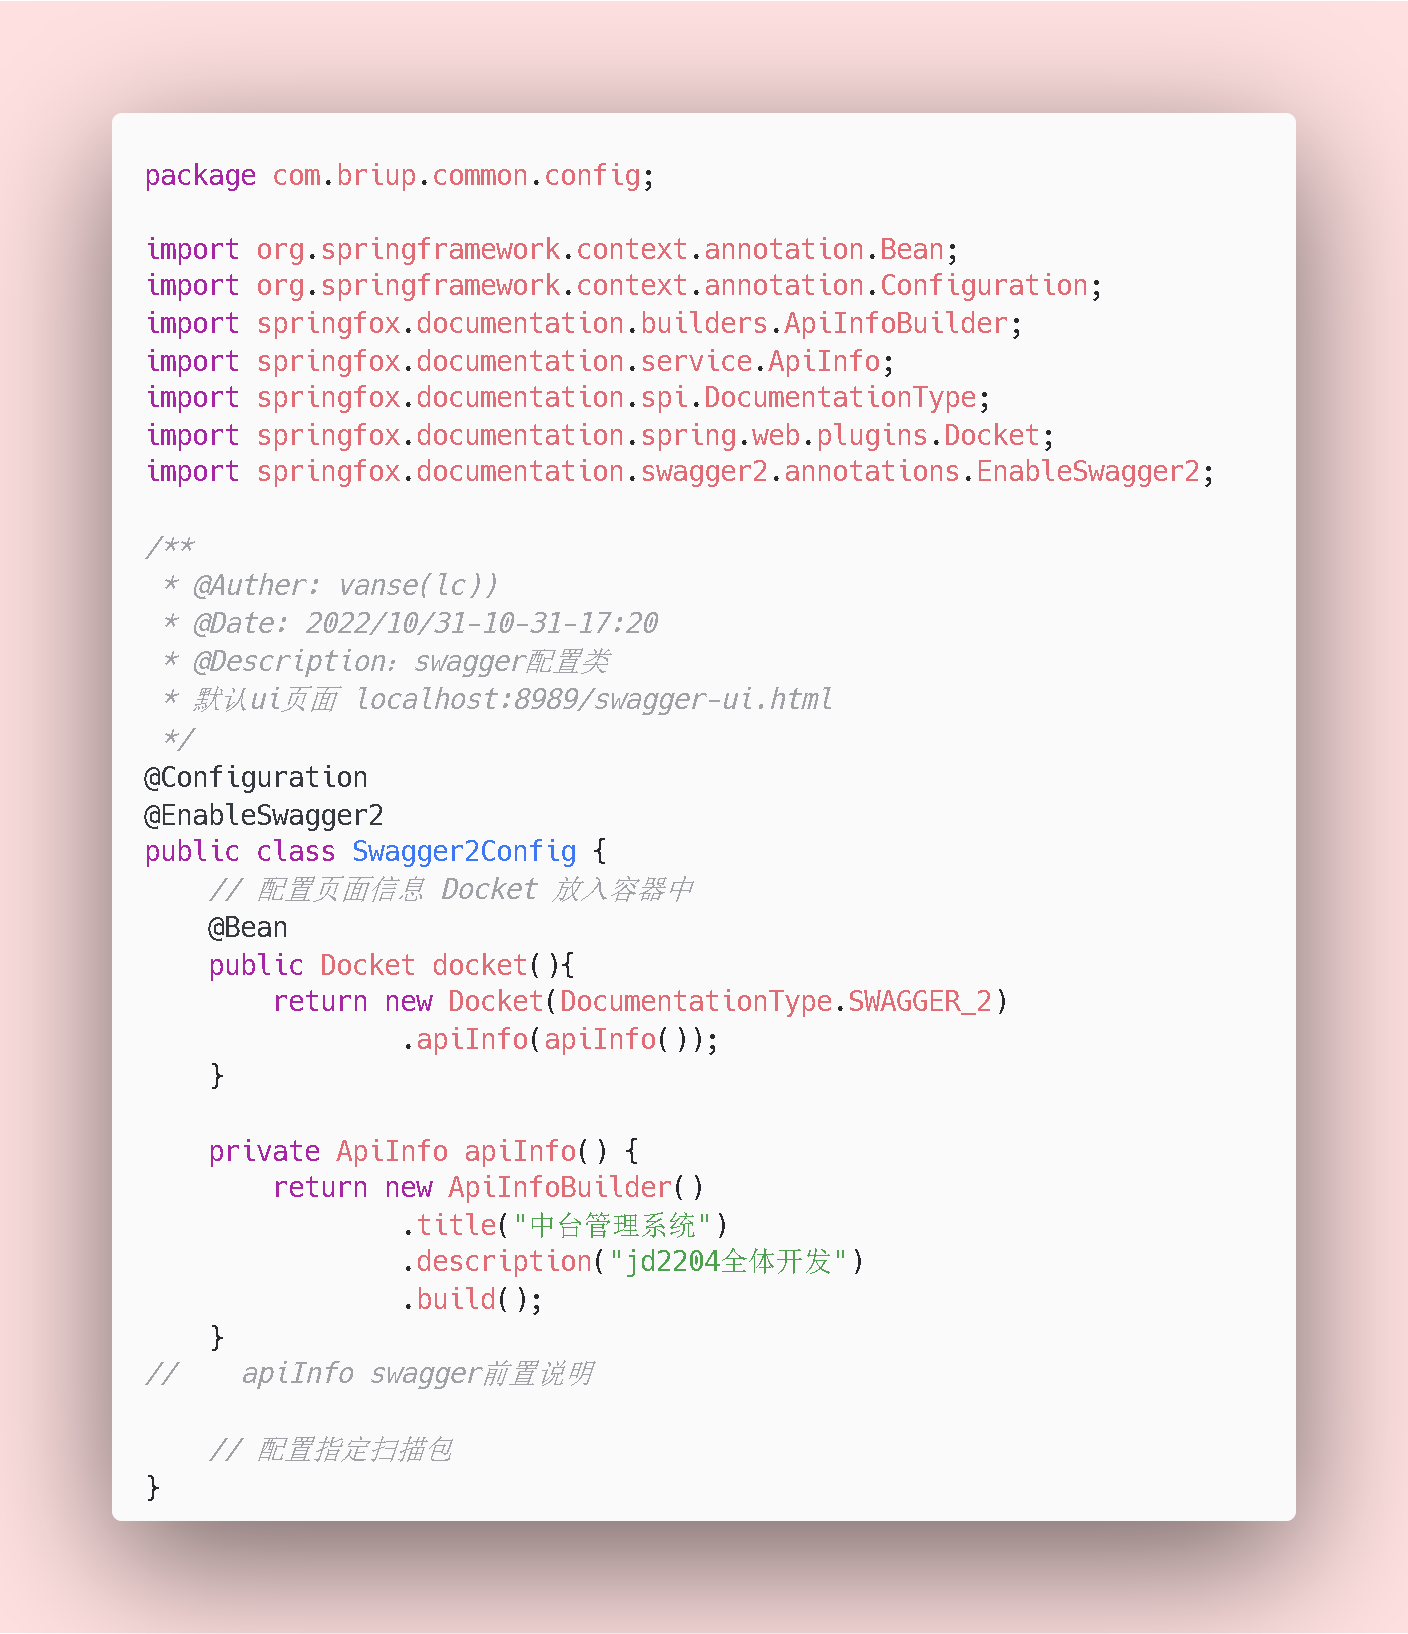 package com.briup.common.config;

import org.springframework.context.annotation.Bean;
import org.springframework.context.annotation.Configuration;
import springfox.documentation.builders.ApiInfoBuilder;
import springfox.documentation.service.ApiInfo;
import springfox.documentation.spi.DocumentationType;
import springfox.documentation.spring.web.plugins.Docket;
import springfox.documentation.swagger2.annotations.EnableSwagger2;

/**
 * @Auther: vanse(lc))
 * @Date: 2022/10/31-10-31-17:20
 * @Description：swagger配置类
 * 默认ui页面 localhost:8989/swagger-ui.html
 */
@Configuration
@EnableSwagger2
public class Swagger2Config {
    // 配置页面信息 Docket 放入容器中
    @Bean
    public Docket docket(){
        return new Docket(DocumentationType.SWAGGER_2)
                .apiInfo(apiInfo());
    }

    private ApiInfo apiInfo() {
        return new ApiInfoBuilder()
                .title("中台管理系统")
                .description("jd2204全体开发")
                .build();
    }
//    apiInfo swagger前置说明

    // 配置指定扫描包
}